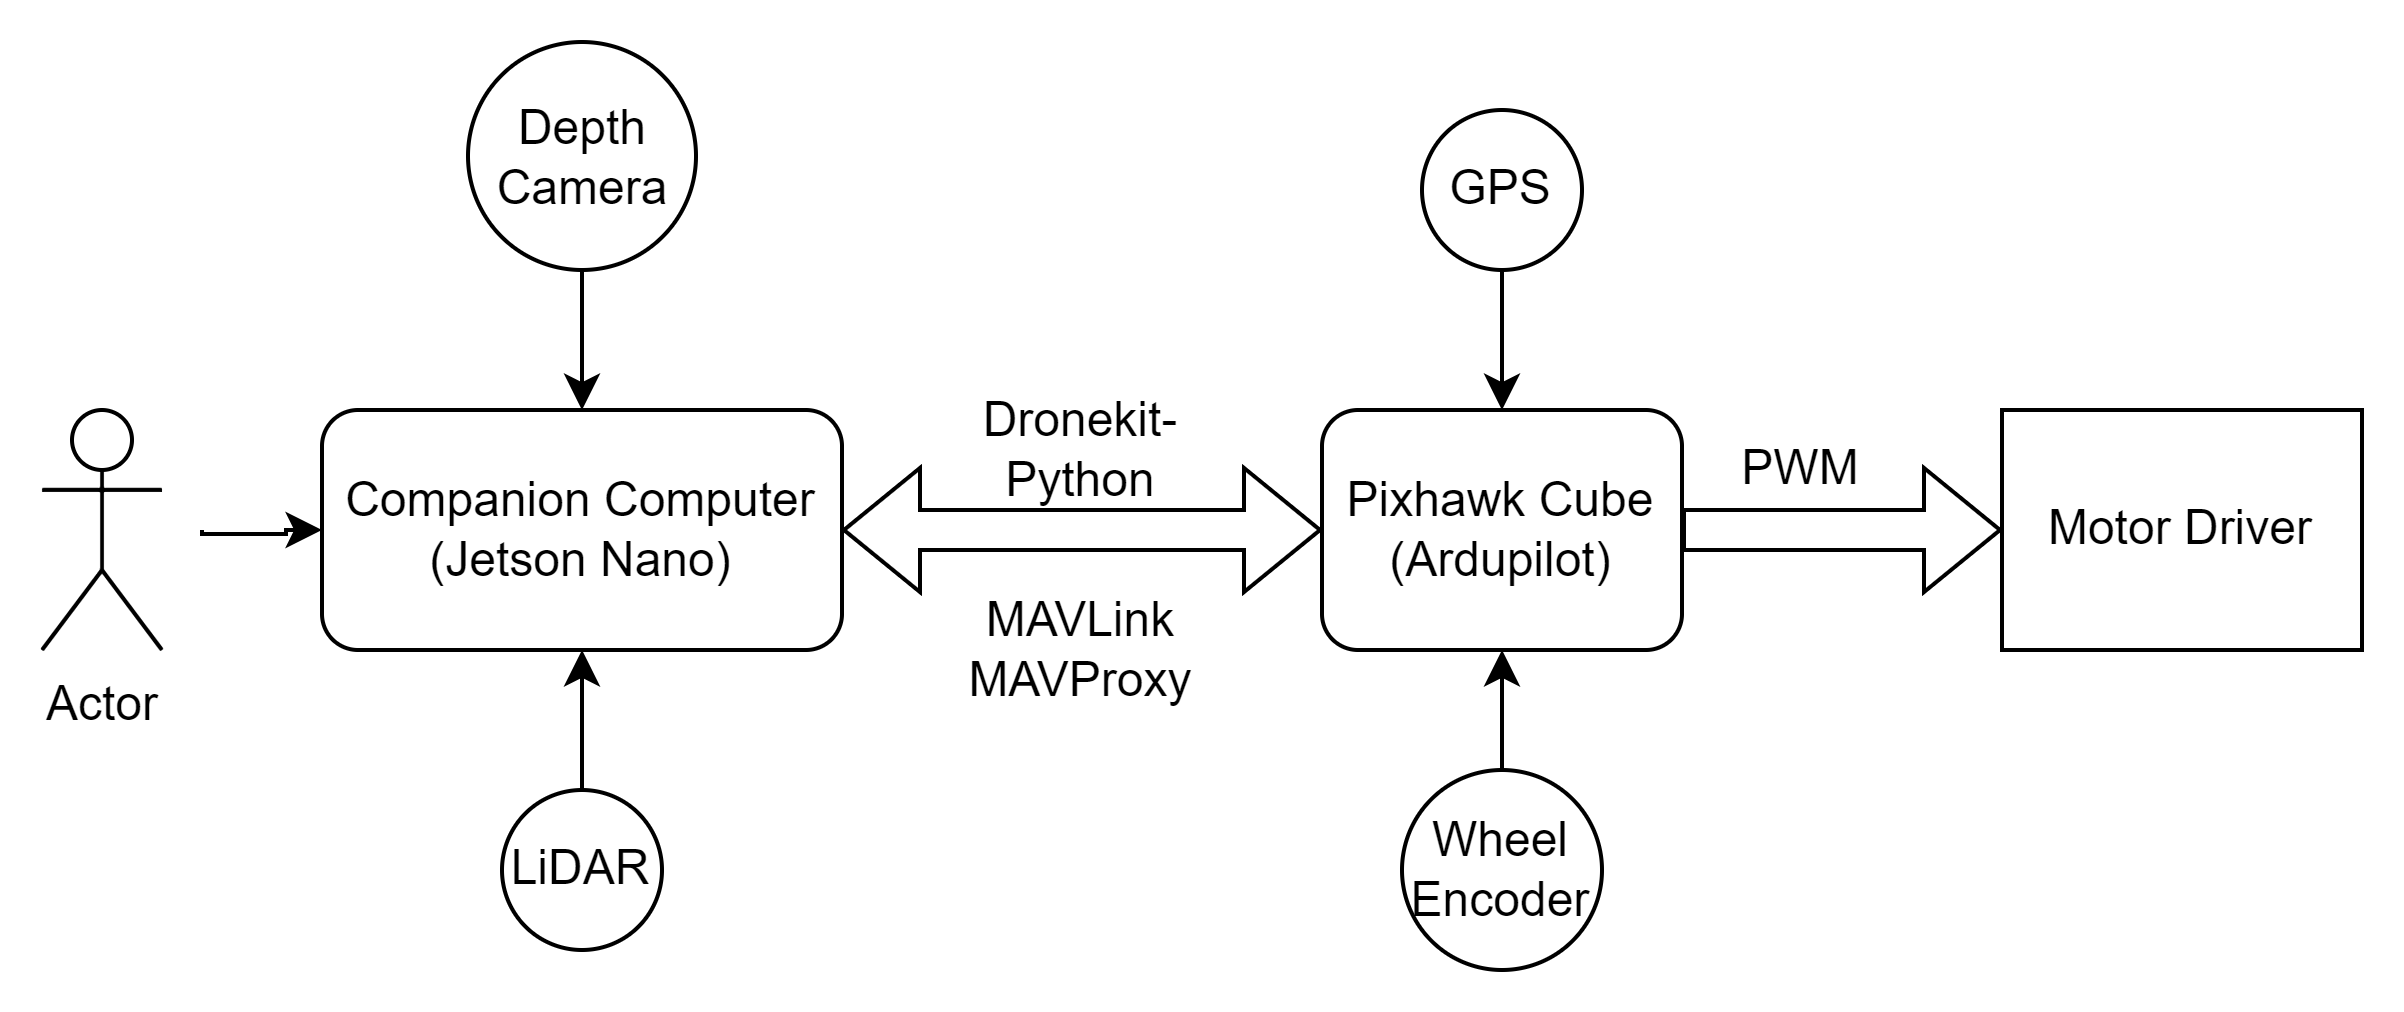 Depth
Camera
GPS
Dronekit-
Python
PWM
Companion Computer
(Jetson Nano)
Pixhawk Cube
(Ardupilot)
Motor Driver
MAVLink
MAVProxy
Actor
LiDAR
Wheel
Encoder